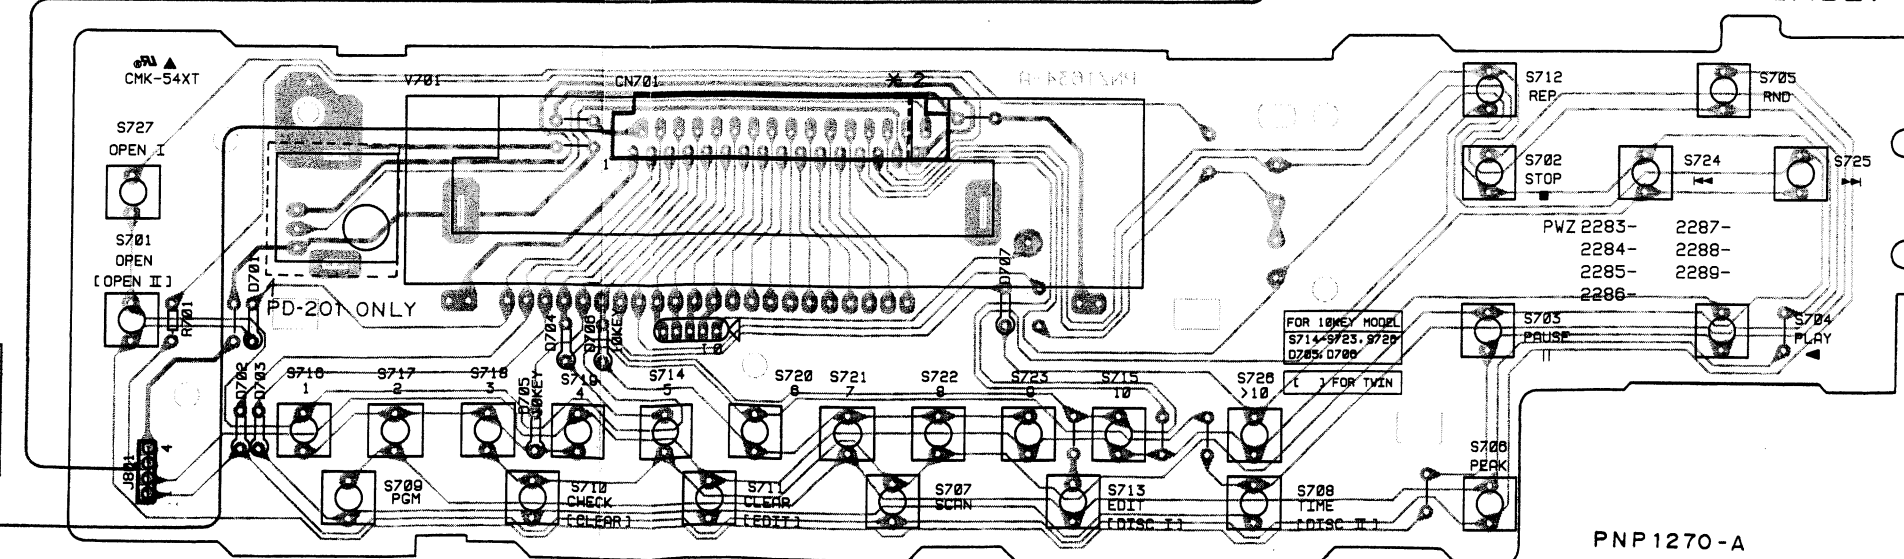 CMK-54XT
V701
CN701
* 2
PNZ1634-A
S712
REP
S705
RND
S727
OPEN I
1
S702
STOP
S724
S725
S701
OPEN
[OPEN II]
D701
D707
PWZ 2283- 2287-
2284- 2288-
2285- 2289-
2286-
PD-201 ONLY
R701
D704
D706
10KEY
FOR 10KEY MODEL
S714~S723, S726
D705, D706
[ ] FOR TWIN
S703
PAUSE
S704
PLAY
D702
D703
S716
1
S717
2
S718
3
D705
10KEY
S719
4
S714
5
S720
6
S721
7
S722
8
S723
9
S715
10
S726
>10
J801
4
1
S709
PGM
S710
CHECK
[CLEAR]
S711
CLEAR
[EDIT]
S707
SCAN
S713
EDIT
[DISC I]
S708
TIME
[DISC II]
S706
PEAK
PNP1270-A